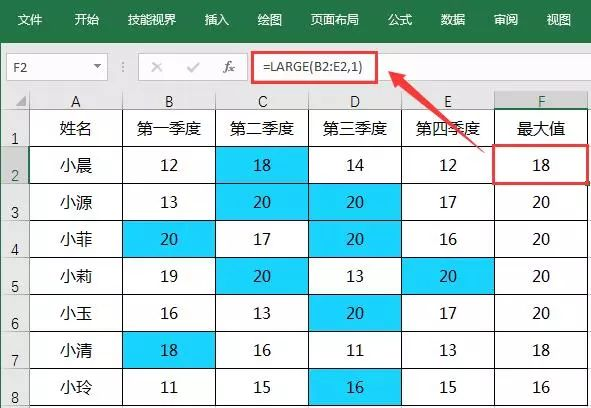 文件 开始 技能视界 插入 绘图 页面布局 公式 数据 审阅 视图
F2 fx =LARGE(B2:E2,1)
A B C D E F
1 姓名 第一季度 第二季度 第三季度 第四季度 最大值
2 小晨 12 18 14 12 18
3 小源 13 20 20 17 20
4 小菲 20 17 20 16 20
5 小莉 19 20 13 20 20
6 小玉 16 13 20 17 20
7 小清 18 16 11 13 18
8 小玲 11 15 16 15 16